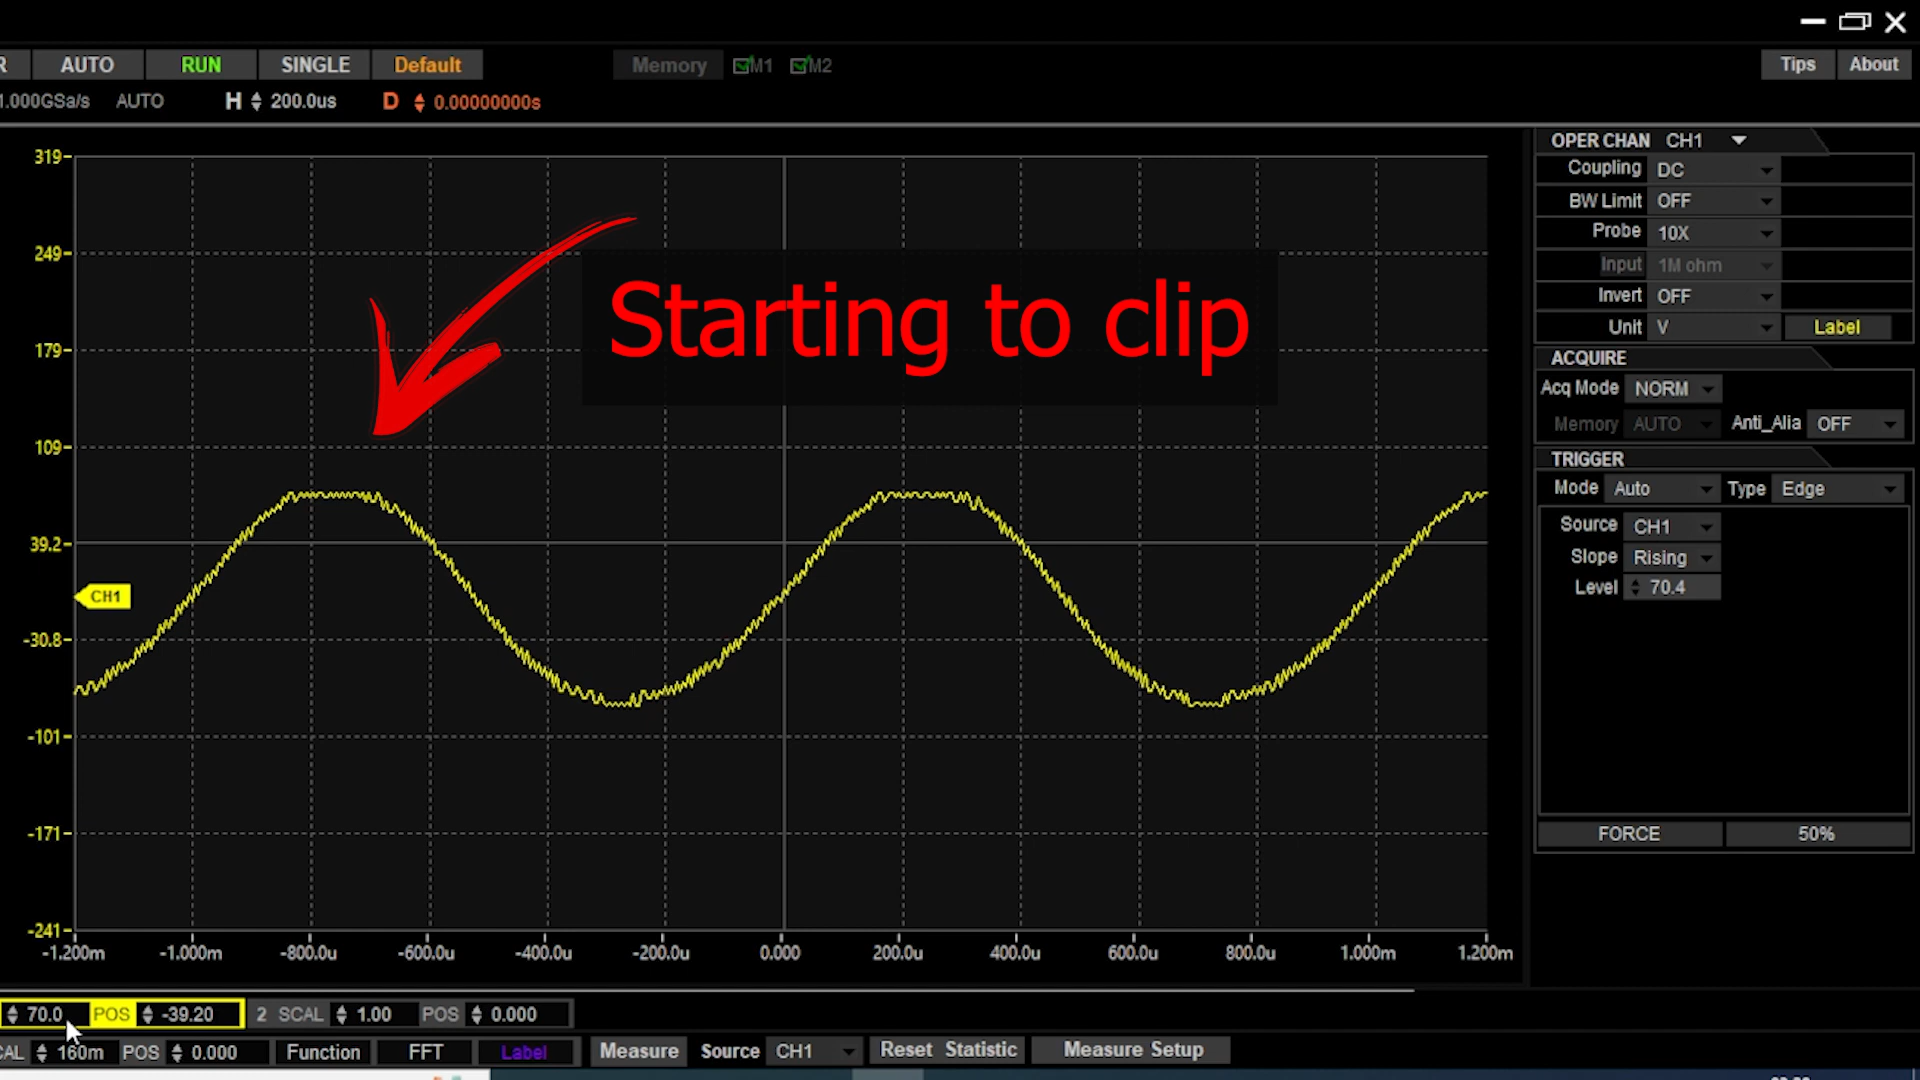 R AUTO RUN SINGLE Default Memory M1 M2 Tips About
1.000GSa/s AUTO H 200.0us D 0.00000000s
OPER CHAN CH1
Coupling DC
BW Limit OFF
Probe 10X
Input 1M ohm
Invert OFF
Unit V Label
ACQUIRE
Acq Mode NORM
Memory AUTO Anti_Alia OFF
TRIGGER
Mode Auto Type Edge
Source CH1
Slope Rising
Level 70.4
FORCE 50%
Starting to clip
319
249
179
109
39.2
CH1
-30.8
-101
-171
-241
-1.200m -1.000m -800.0u -600.0u -400.0u -200.0u 0.000 200.0u 400.0u 600.0u 800.0u 1.000m 1.200m
70.0 POS -39.20 2 SCAL 1.00 POS 0.000
CAL 160m POS 0.000 Function FFT Label Measure Source CH1 Reset Statistic Measure Setup